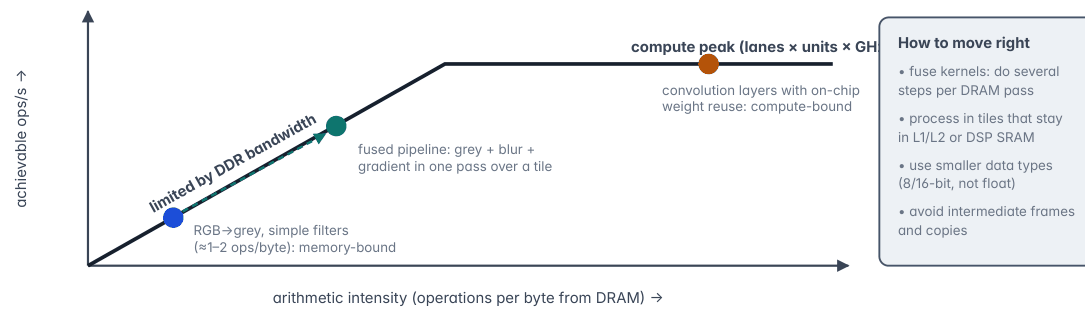 achievable ops/s →
limited by DDR bandwidth
compute peak (lanes × units × GH
convolution layers with on-chip
weight reuse: compute-bound
fused pipeline: grey + blur +
gradient in one pass over a tile
RGB→grey, simple filters
(≈1–2 ops/byte): memory-bound
arithmetic intensity (operations per byte from DRAM) →
How to move right
• fuse kernels: do several
steps per DRAM pass
• process in tiles that stay
in L1/L2 or DSP SRAM
• use smaller data types
(8/16-bit, not float)
• avoid intermediate frames
and copies